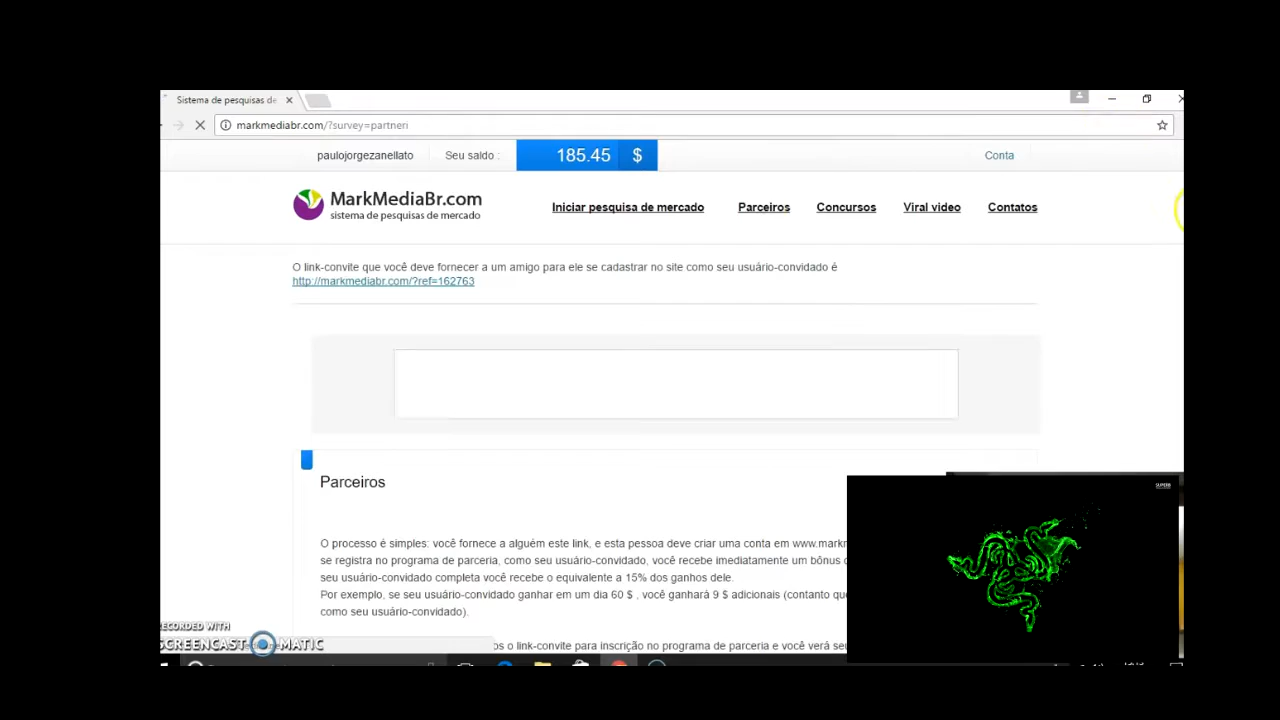 Sistema de pesquisas de
markmediabr.com/?survey=partneri
paulojorgezanellato Seu saldo : 185.45 $ Conta
MarkMediaBr.com
sistema de pesquisas de mercado
Iniciar pesquisa de mercado Parceiros Concursos Viral video Contatos
O link-convite que você deve fornecer a um amigo para ele se cadastrar no site como seu usuário-convidado é
http://markmediabr.com/?ref=162763
Parceiros
O processo é simples: você fornece a alguém este link, e esta pessoa deve criar uma conta em
se registra no programa de parceria, como seu usuário-convidado, você recebe imediatamente um bônus
seu usuário-convidado completa você recebe o equivalente a 15% dos ganhos dele.
Por exemplo, se seu usuário-convidado ganhar em um dia 60 $ , você ganhará 9 $ adicionais (contanto que
como seu usuário-convidado).
os o link-convite para inscrição no programa de parceria e você verá
SUPERB
RECORDED WITH
SCREENCAST MATIC